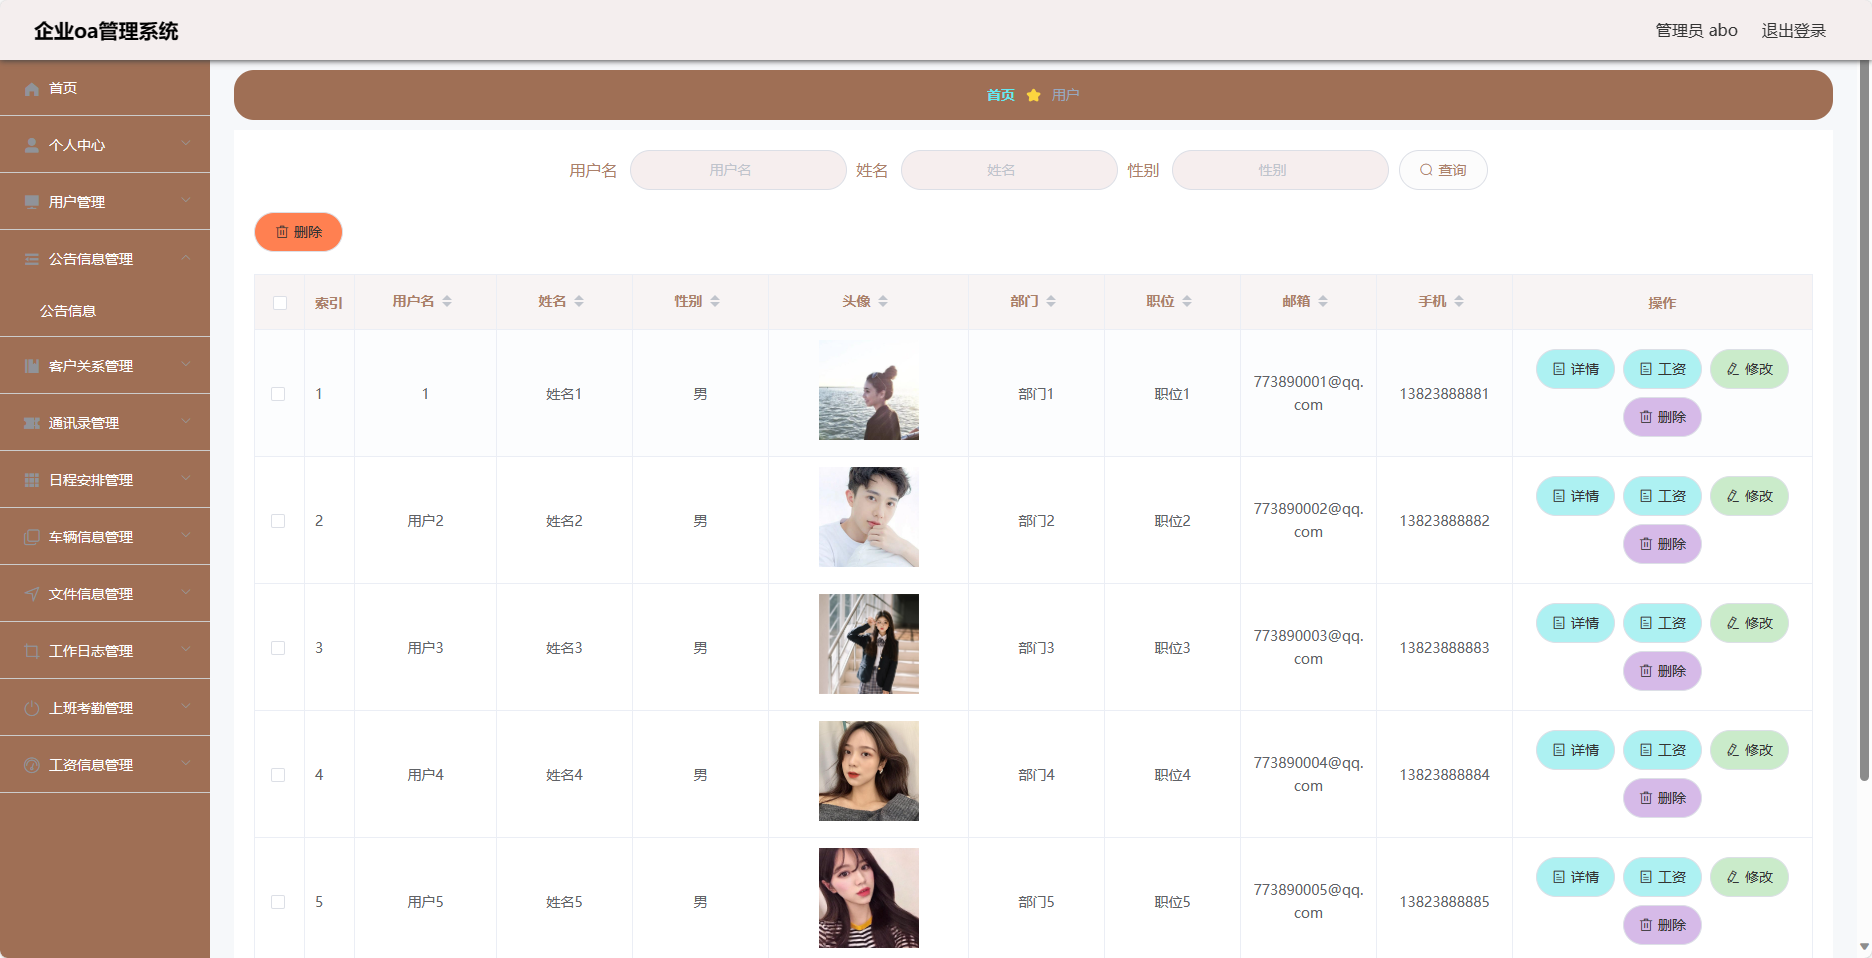 企业oa管理系统
管理员 abo 退出登录
首页
个人中心
用户管理
公告信息管理
公告信息
客户关系管理
通讯录管理
日程安排管理
车辆信息管理
文件信息管理
工作日志管理
上班考勤管理
工资信息管理
首页 用户
用户名 用户名 姓名 姓名 性别 性别 查询
删除
索引 用户名 姓名 性别 头像 部门 职位 邮箱 手机 操作
1 1 姓名1 男 部门1 职位1 773890001@qq.
com
13823888881 详情 工资 修改
删除
2 用户2 姓名2 男 部门2 职位2 773890002@qq.
com
13823888882 详情 工资 修改
删除
3 用户3 姓名3 男 部门3 职位3 773890003@qq.
com
13823888883 详情 工资 修改
删除
4 用户4 姓名4 男 部门4 职位4 773890004@qq.
com
13823888884 详情 工资 修改
删除
5 用户5 姓名5 男 部门5 职位5 773890005@qq.
com
13823888885 详情 工资 修改
删除